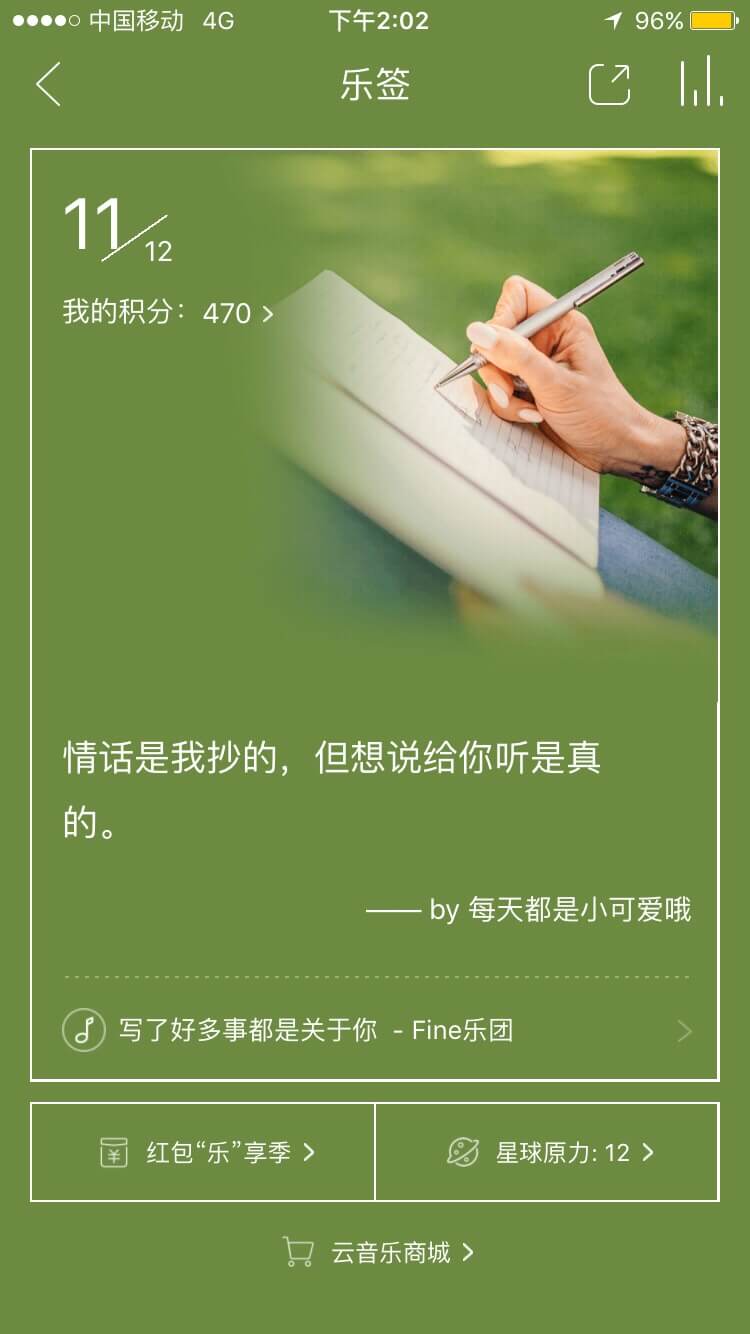 中国移动 4G 下午2:02 96%
乐签
11/12
我的积分：470
情话是我抄的，但想说给你听是真
的。
—— by 每天都是小可爱哦
写了好多事都是关于你 - Fine乐团
红包“乐”享季 星球原力: 12
云音乐商城